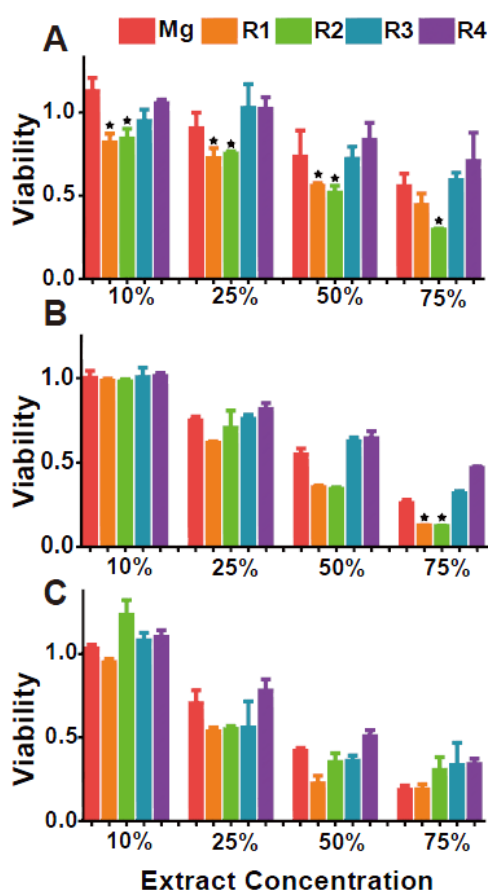 A
Mg R1 R2 R3 R4
Viability
1.0
0.5
0.0
★ ★ ★ ★ ★ ★ ★
10% 25% 50% 75%
B
Viability
1.0
0.5
0.0
★ ★
10% 25% 50% 75%
C
Viability
1.0
0.5
0.0
10% 25% 50% 75%
Extract Concentration